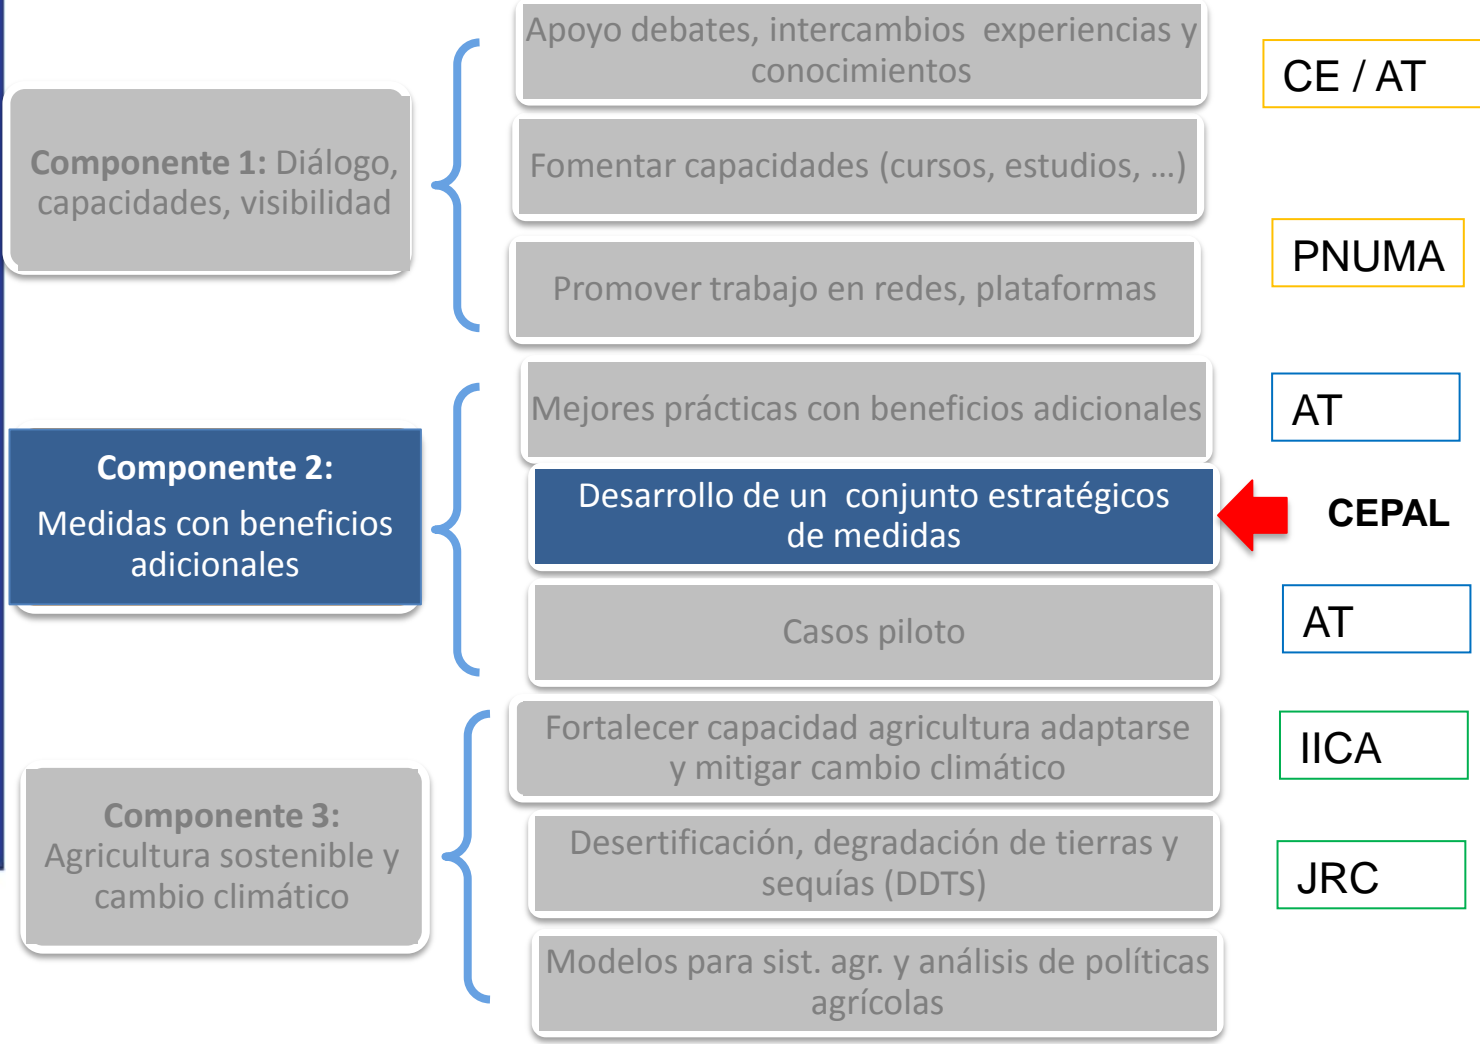 Apoyo debates, intercambios experiencias y
conocimientos
CE / AT
Componente 1: Diálogo,
capacidades, visibilidad
Fomentar capacidades (cursos, estudios, ...)
PNUMA
Promover trabajo en redes, plataformas
Mejores prácticas con beneficios adicionales
AT
Componente 2:
Medidas con beneficios
adicionales
Desarrollo de un conjunto estratégicos
de medidas
CEPAL
Casos piloto
AT
Fortalecer capacidad agricultura adaptarse
y mitigar cambio climático
IICA
Componente 3:
Agricultura sostenible y
cambio climático
Desertificación, degradación de tierras y
sequías (DDTS)
JRC
Modelos para sist. agr. y análisis de políticas
agrícolas